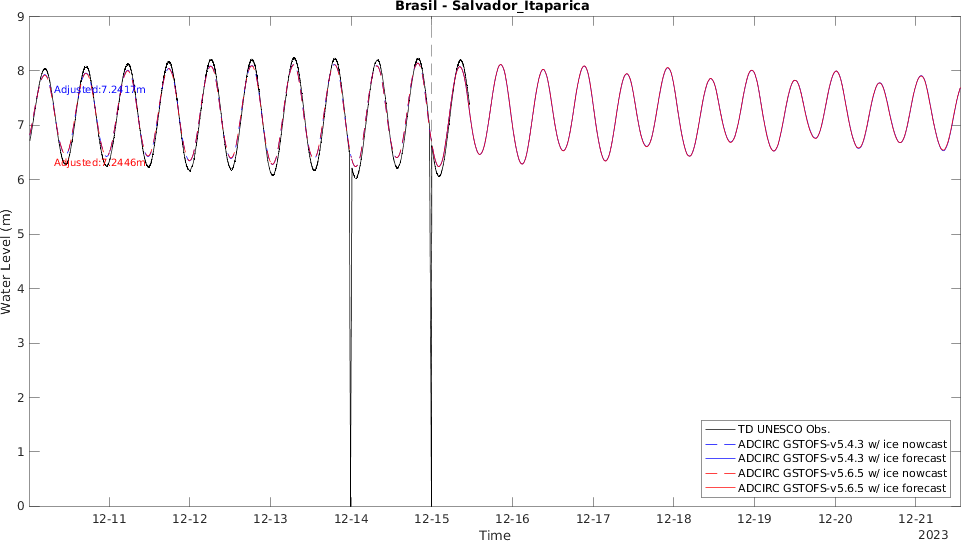 Brasil - Salvador_Itaparica
9
8
7
6
5
4
3
2
1
0
Water Level (m)
Adjusted:7.2417m
Adjusted:7.2446m
TD UNESCO Obs.
ADCIRC GSTOFS-v5.4.3 w/ ice nowcast
ADCIRC GSTOFS-v5.4.3 w/ ice forecast
ADCIRC GSTOFS-v5.6.5 w/ ice nowcast
ADCIRC GSTOFS-v5.6.5 w/ ice forecast
12-11 12-12 12-13 12-14 12-15 12-16 12-17 12-18 12-19 12-20 12-21
Time
2023